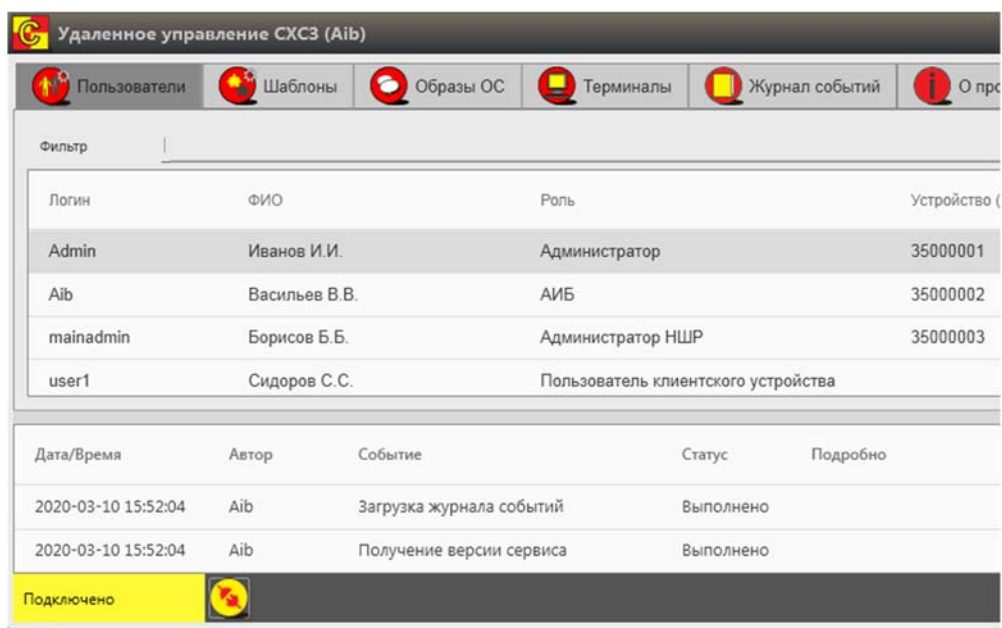 Удаленное управление СХСЗ (Aib)
Пользователи Шаблоны Образы ОС Терминалы Журнал событий О про
Фильтр
Логин ФИО Роль Устройство (
Admin Иванов И.И. Администратор 35000001
Aib Васильев В.В. АИБ 35000002
mainadmin Борисов Б.Б. Администратор НШР 35000003
user1 Сидоров С.С. Пользователь клиентского устройства
Дата/Время Автор Событие Статус Подробно
2020-03-10 15:52:04 Aib Загрузка журнала событий Выполнено
2020-03-10 15:52:04 Aib Получение версии сервиса Выполнено
Подключено